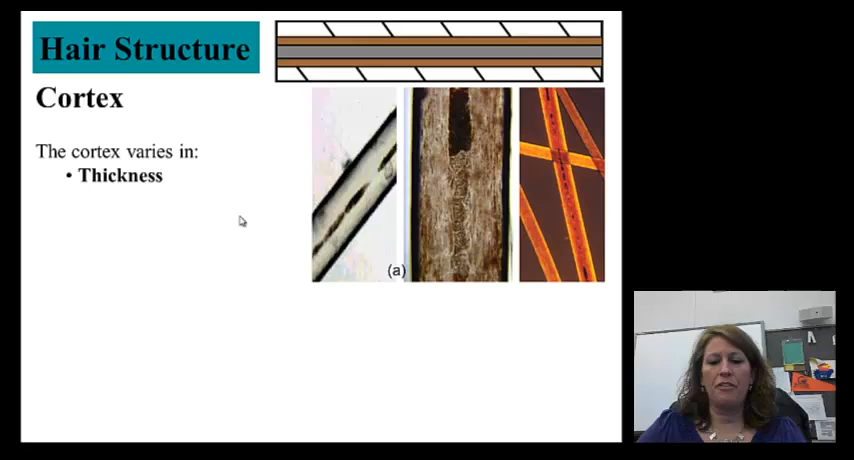 Hair Structure
Cortex
The cortex varies in:
• Thickness
(a)